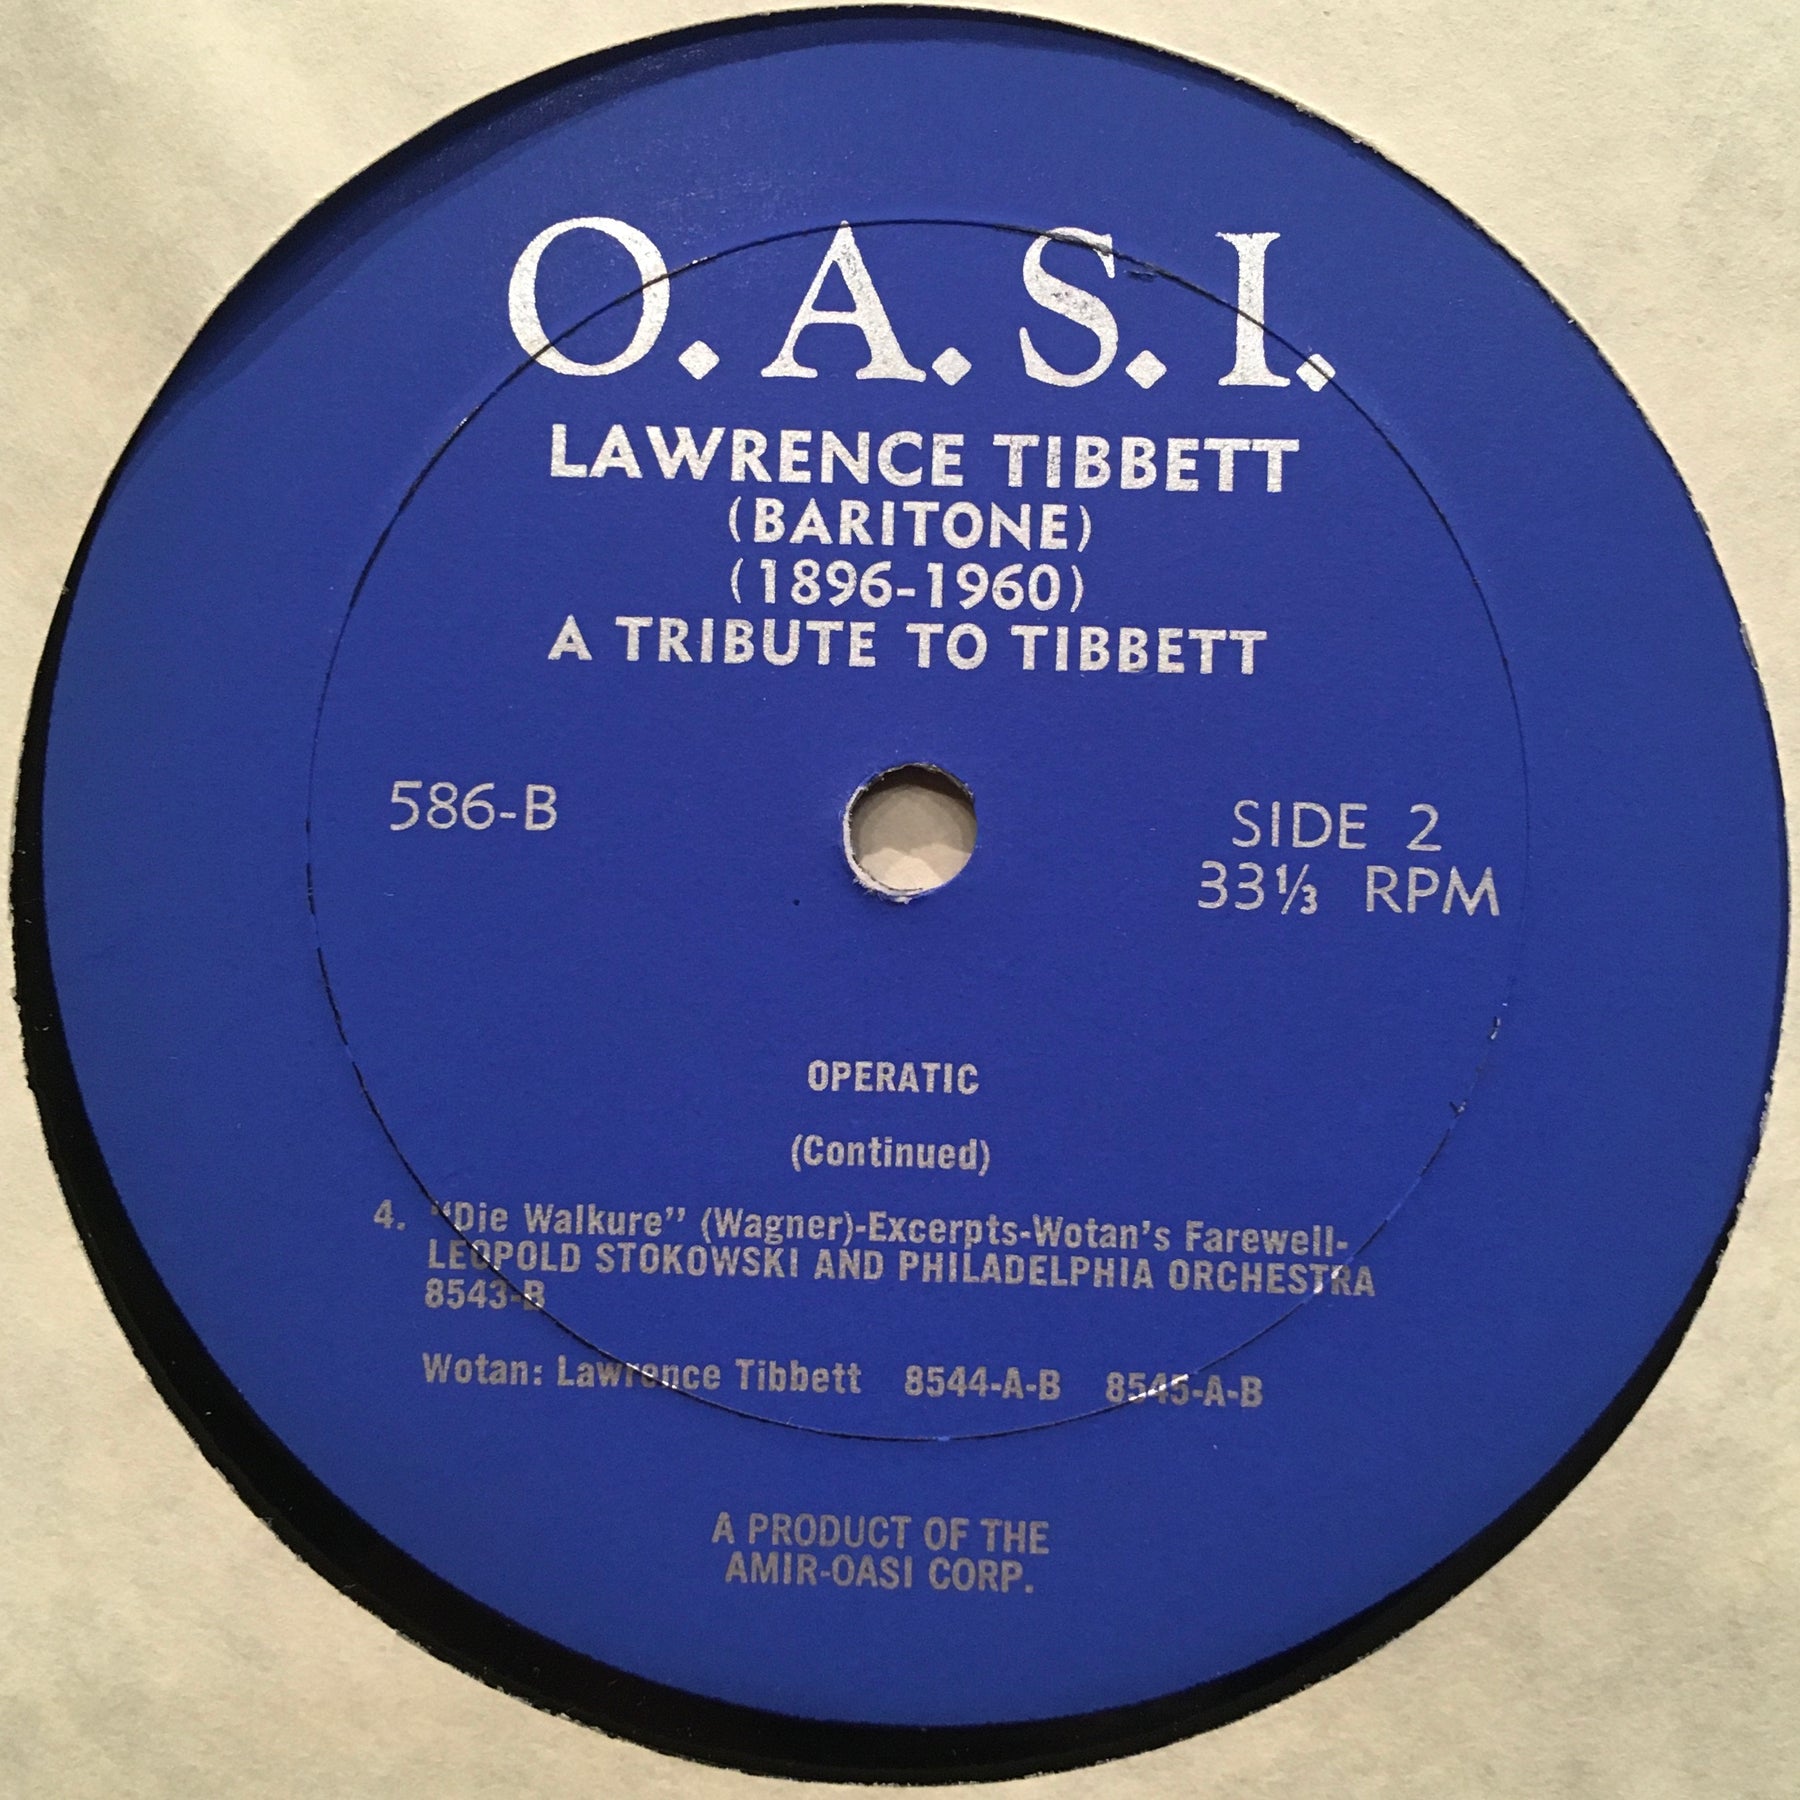 O. A. S. I.
LAWRENCE TIBBETT
(BARITONE)
(1896-1960)
A TRIBUTE TO TIBBETT
586-B
SIDE 2
33⅓ RPM
OPERATIC
(Continued)
4. "Die Walkure" (Wagner)-Excerpts-Wotan's Farewell-
LEOPOLD STOKOWSKI AND PHILADELPHIA ORCHESTRA
8543-B
Wotan: Lawrence Tibbett 8544-A-B 8545-A-B
A PRODUCT OF THE
AMIR-OASI CORP.